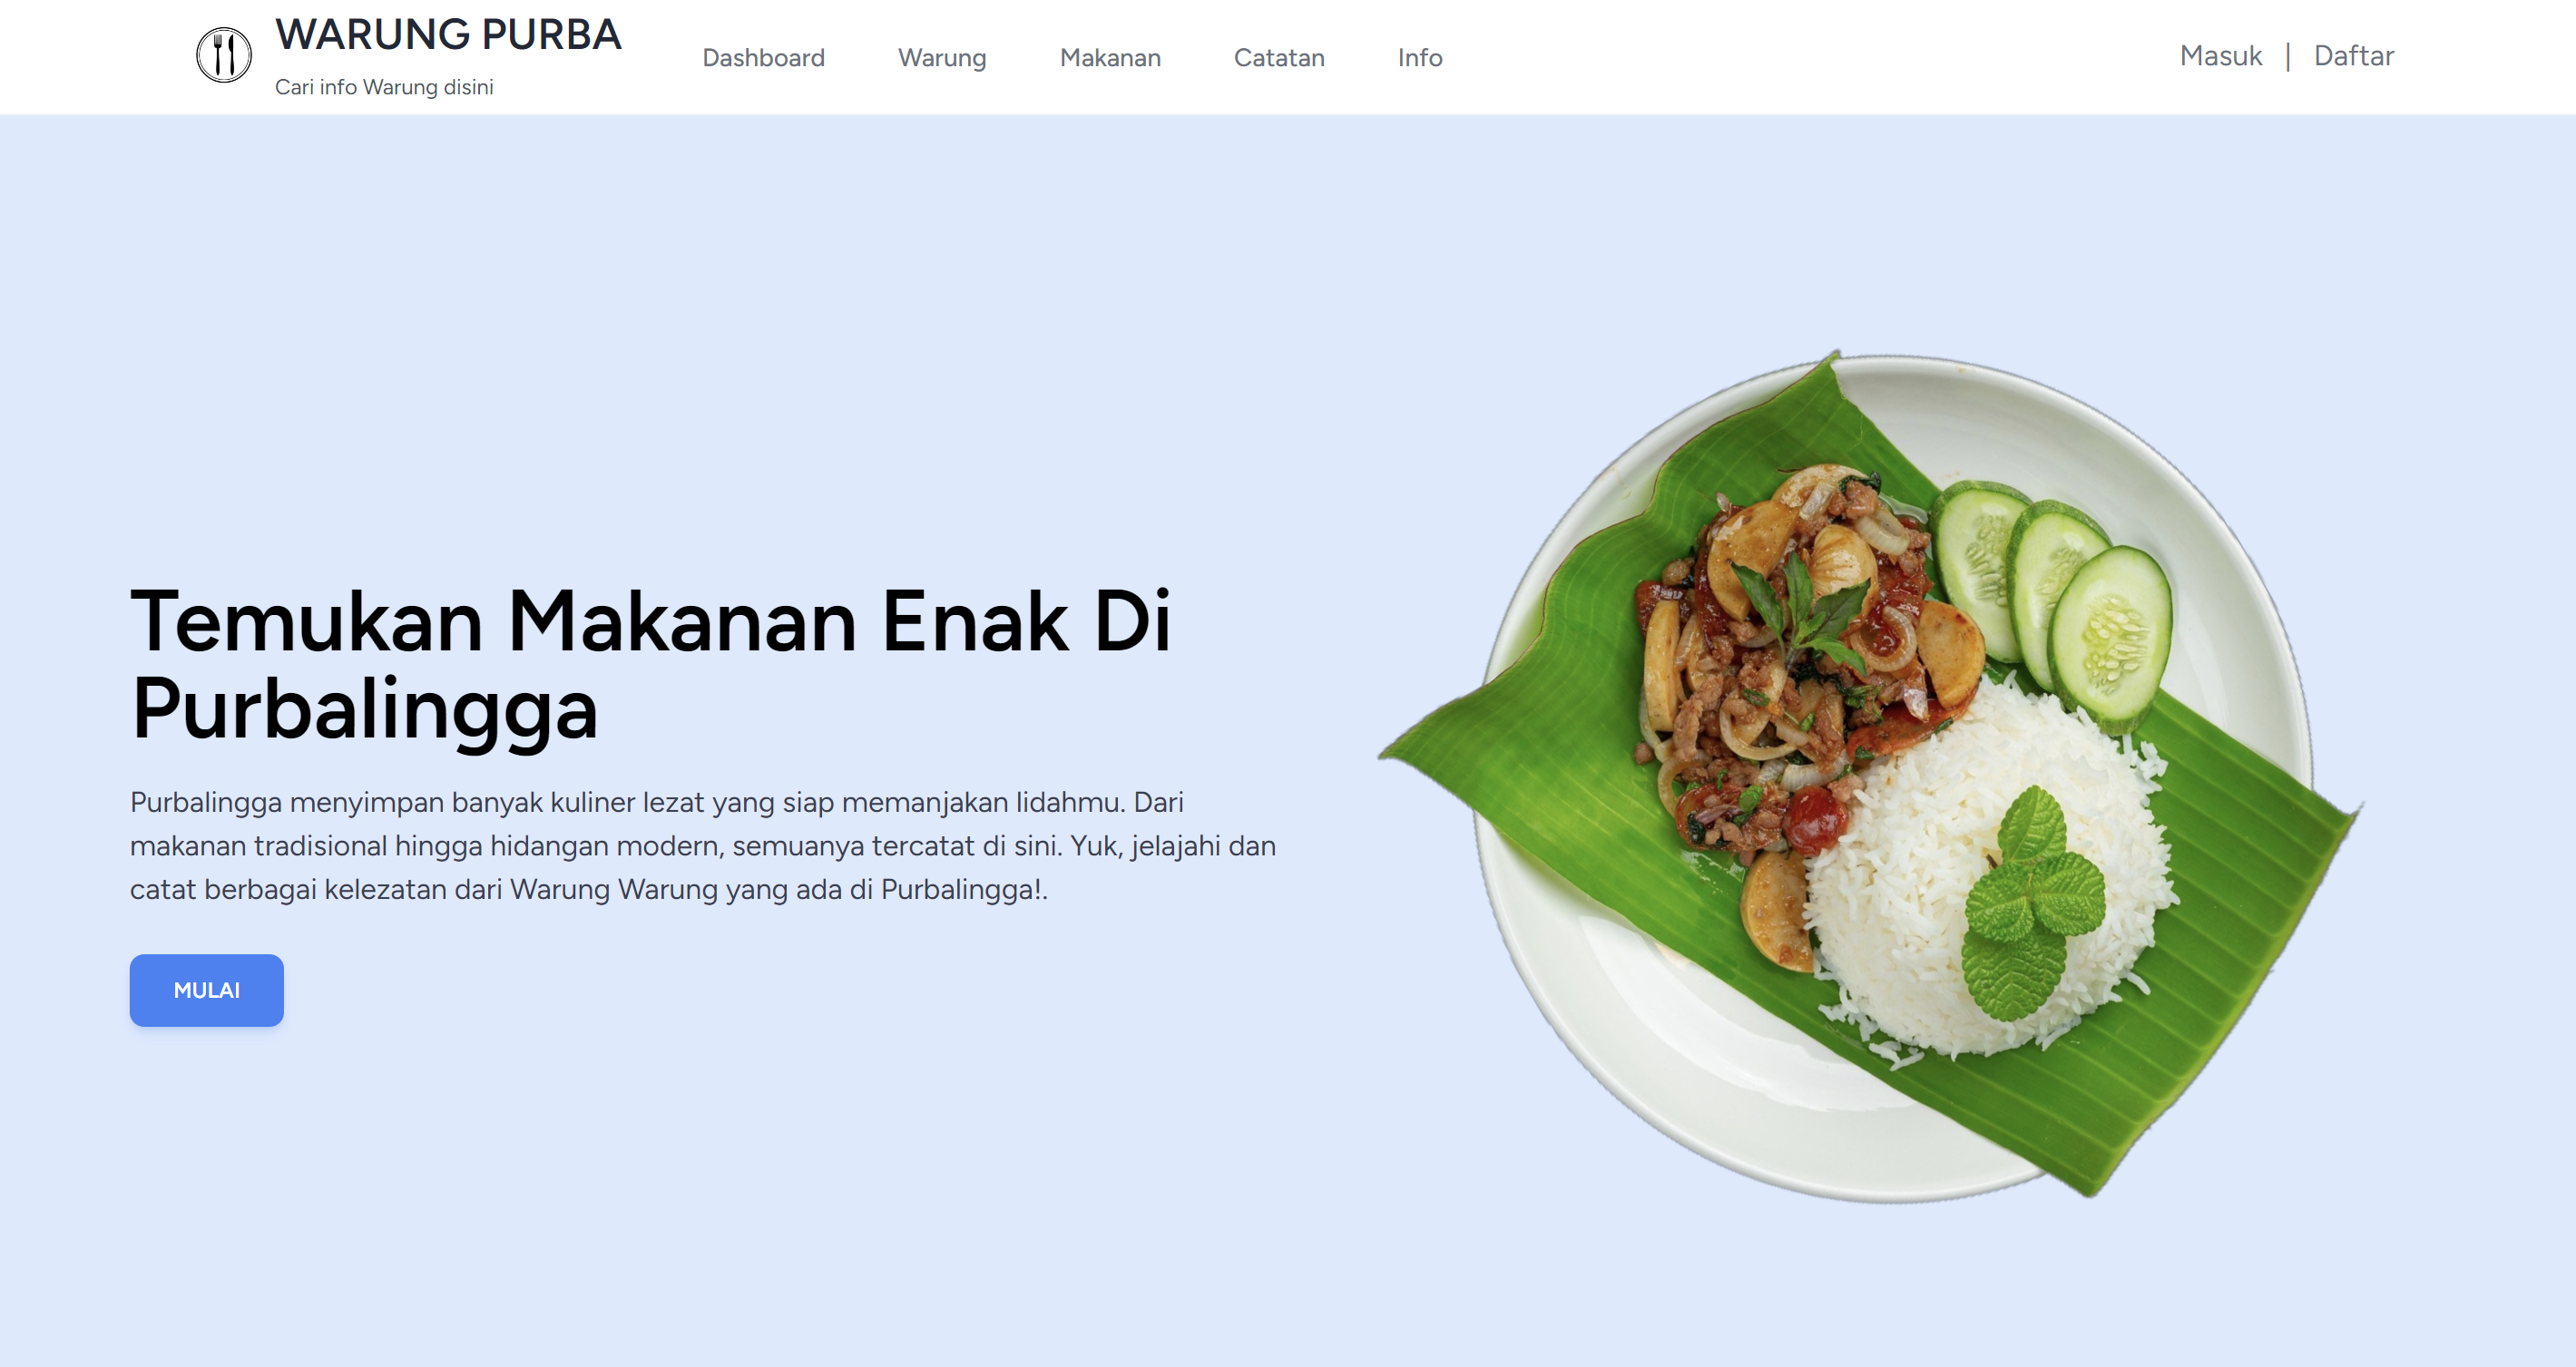 WARUNG PURBA
Cari info Warung disini
Dashboard
Warung
Makanan
Catatan
Info
Masuk | Daftar
Temukan Makanan Enak Di
Purbalingga
Purbalingga menyimpan banyak kuliner lezat yang siap memanjakan lidahmu. Dari
makanan tradisional hingga hidangan modern, semuanya tercatat di sini. Yuk, jelajahi dan
catat berbagai kelezatan dari Warung Warung yang ada di Purbalingga!.
MULAI